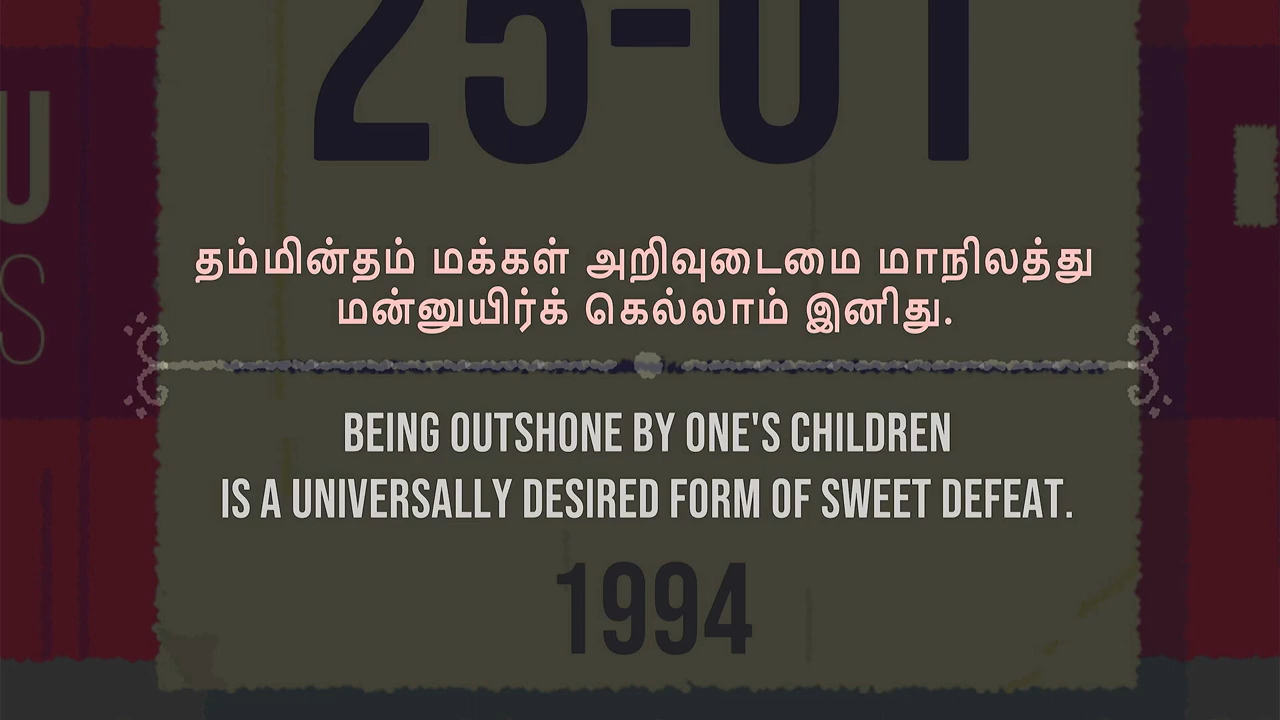 25-01
U
S
தம்மின்தம் மக்கள் அறிவுடைமை மாநிலத்து
மன்னுயிர்க் கெல்லாம் இனிது.
BEING OUTSHONE BY ONE'S CHILDREN
IS A UNIVERSALLY DESIRED FORM OF SWEET DEFEAT.
1994